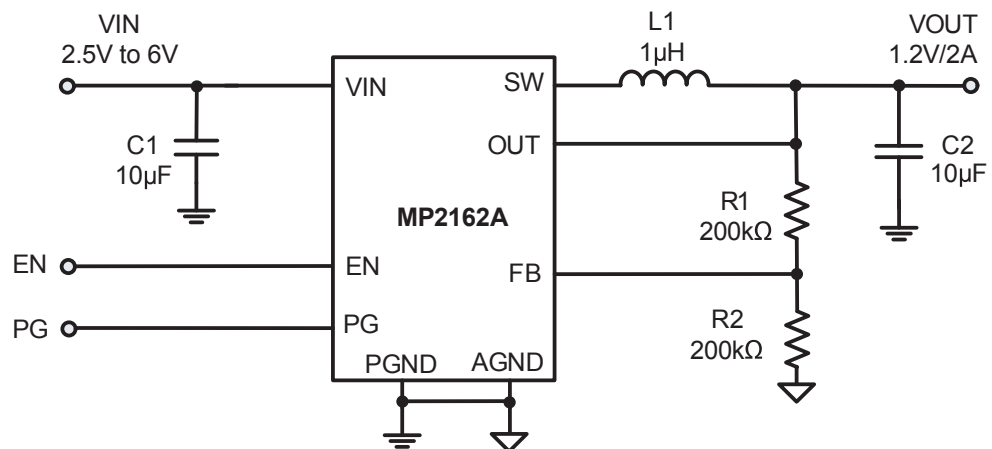 VIN
2.5V to 6V
L1
1µH
VOUT
1.2V/2A
VIN
SW
C1
10µF
OUT
C2
10µF
MP2162A
R1
200kΩ
EN
EN
FB
PG
PG
R2
200kΩ
PGND
AGND